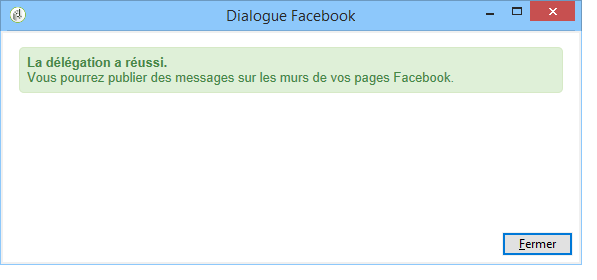 Dialogue Facebook
La délégation a réussi.
Vous pourrez publier des messages sur les murs de vos pages Facebook.
Fermer